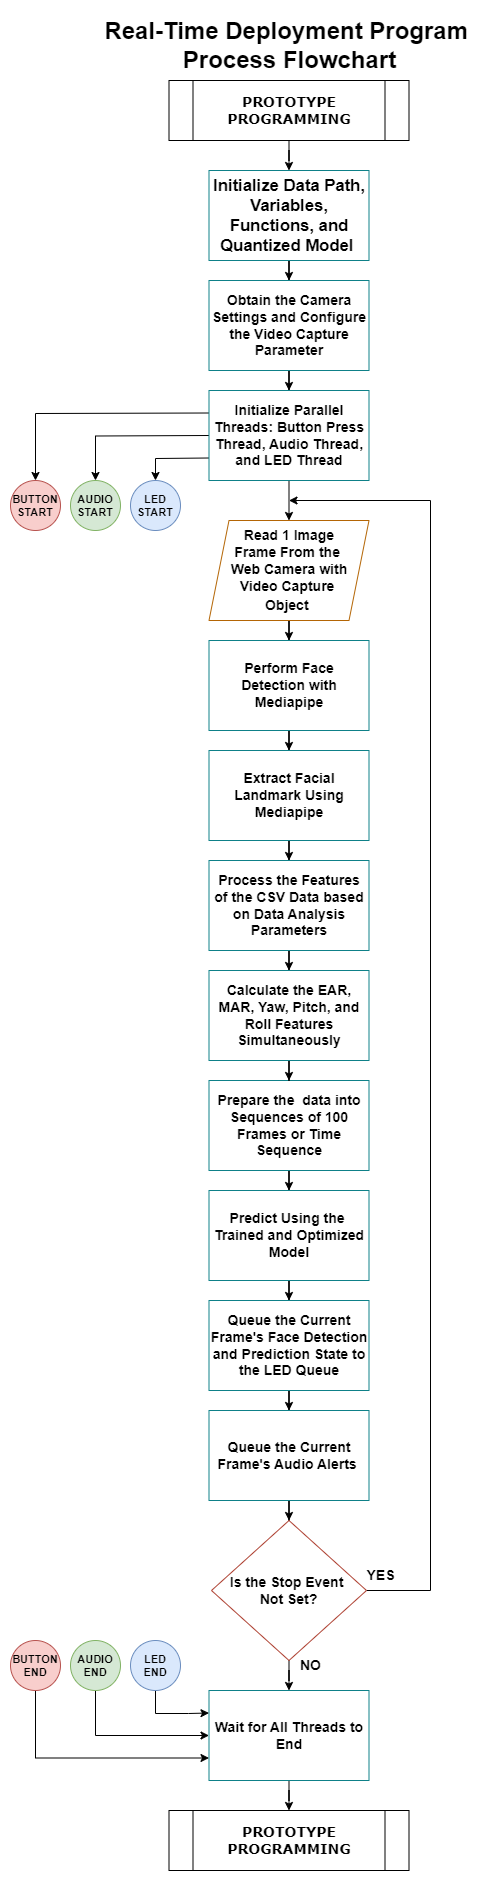 Real-Time Deployment Program
Process Flowchart
PROTOTYPE
PROGRAMMING
Initialize Data Path,
Variables,
Functions, and
Quantized Model
Obtain the Camera
Settings and Configure
the Video Capture
Parameter
Initialize Parallel
Threads: Button Press
Thread, Audio Thread,
and LED Thread
BUTTON
START
AUDIO
START
LED
START
Read 1 Image
Frame From the
Web Camera with
Video Capture
Object
Perform Face
Detection with
Mediapipe
Extract Facial
Landmark Using
Mediapipe
Process the Features
of the CSV Data based
on Data Analysis
Parameters
Calculate the EAR,
MAR, Yaw, Pitch, and
Roll Features
Simultaneously
Prepare the  data into
Sequences of 100
Frames or Time
Sequence
Predict Using the
Trained and Optimized
Model
Queue the Current
Frame's Face Detection
and Prediction State to
the LED Queue
Queue the Current
Frame's Audio Alerts
Is the Stop Event
Not Set?
YES
NO
BUTTON
END
AUDIO
END
LED
END
Wait for All Threads to
End
PROTOTYPE
PROGRAMMING